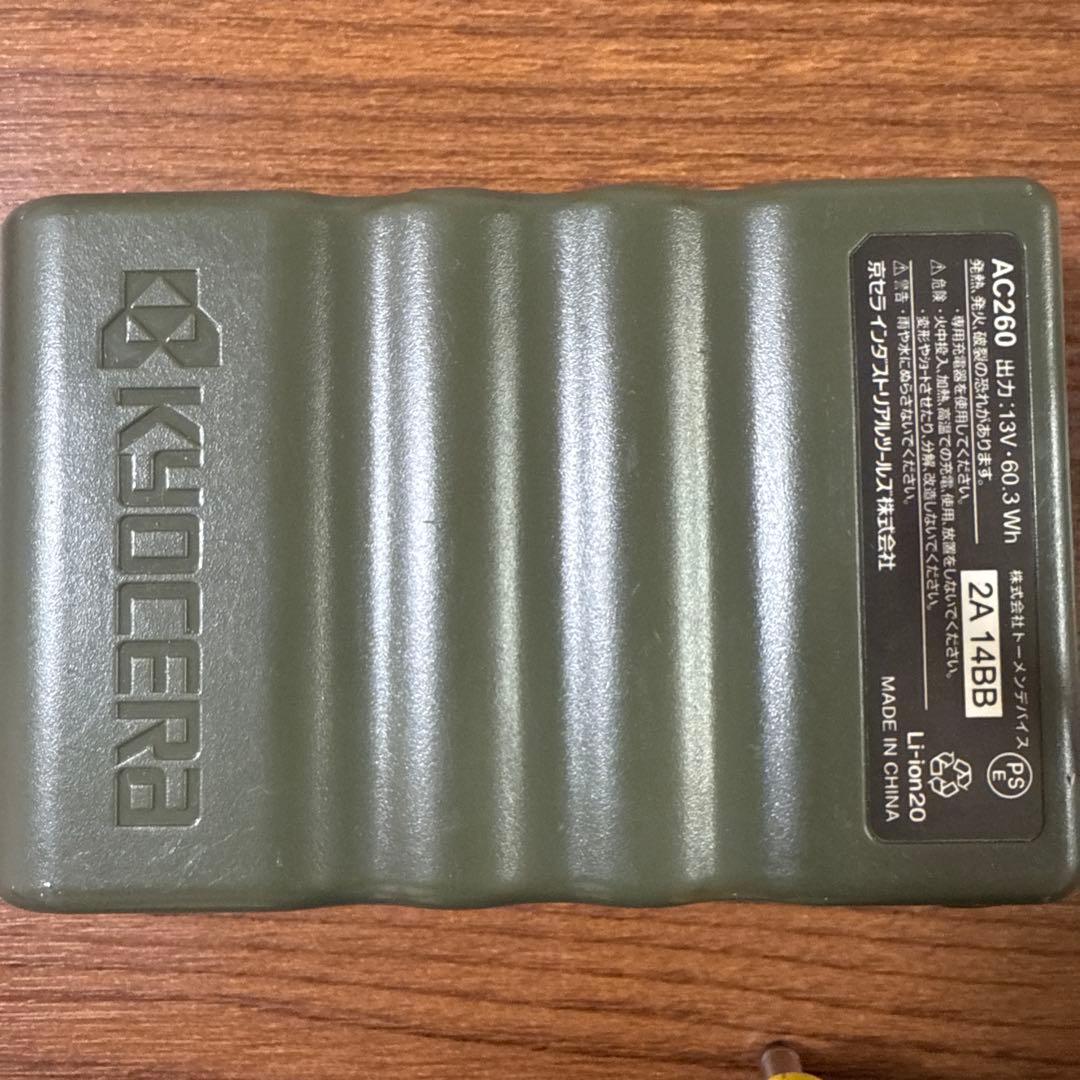 KYOCERA
AC260 出力:13V・60.3Wh
株式会社トーメンデバイス
PS
E
発熱、発火、破裂の恐れがあります。
2A 14BB
・専用充電器を使用してください。
危険 ・火中投入、加熱、高温での充電、使用、放置をしないでください。
・変形やショートさせたり、分解、改造しないでください。
警告 ・雨や水にぬらさないでください。
Li-ion20
京セラインダストリアルツールズ株式会社
MADE IN CHINA